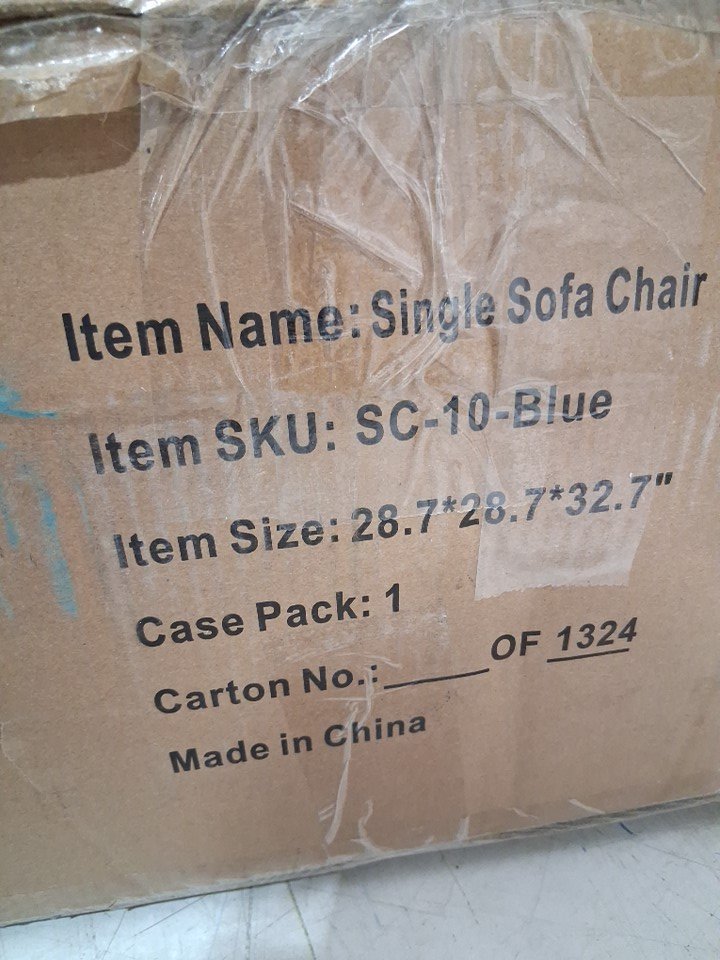 Item Name: Single Sofa Chair
Item SKU: SC-10-Blue
Item Size: 28.7*28.7*32.7"
Case Pack: 1
Carton No.:_____ OF 1324
Made in China